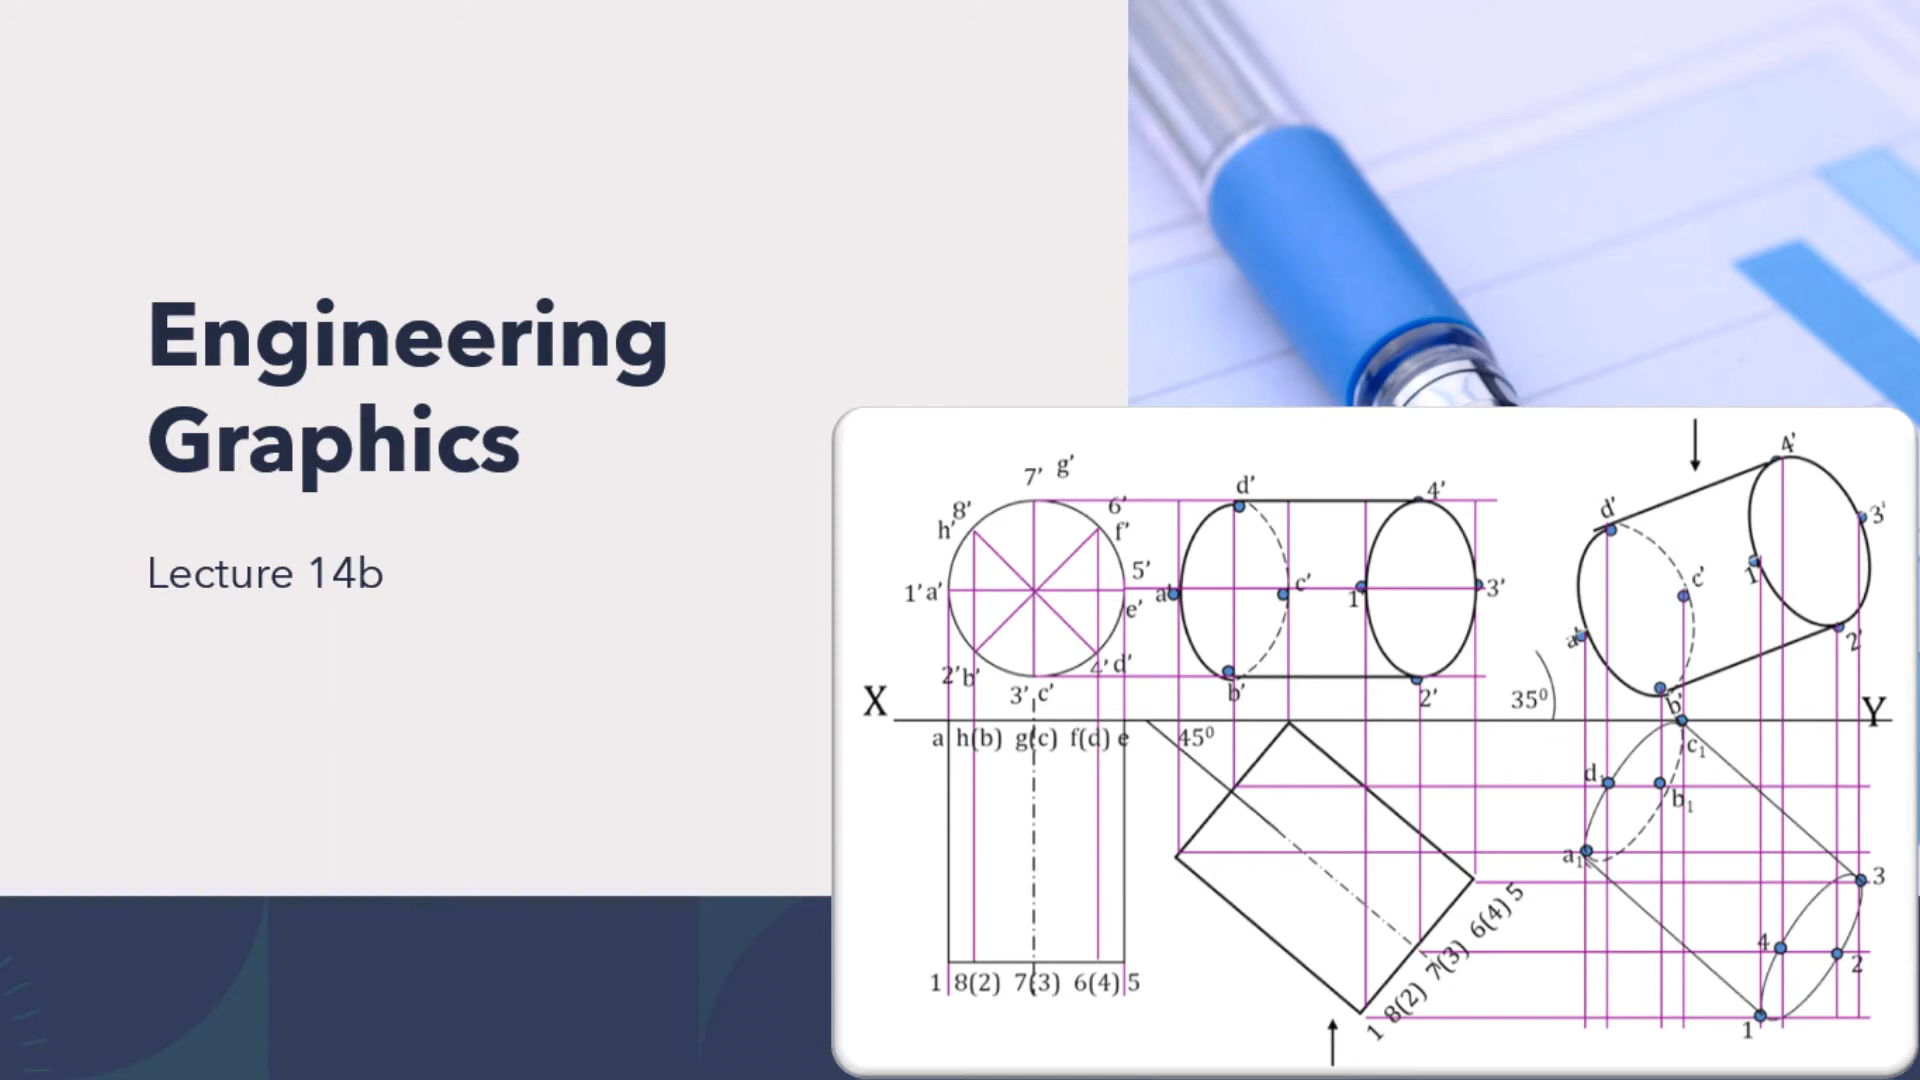 Engineering
Graphics
Lecture 14b
7' g'
8' 6'
h' f'
5'
1' a'
e'
2' b' 4' d'
3' c'
X
a h(b) g(c) f(d) e
1 8(2) 7(3) 6(4) 5
d' 4'
a' c' 1' 3'
b' 2'
45⁰
1 8(2) 7(3) 6(4) 5
4'
d' 3'
c' 1'
a' 2'
35⁰ b'
Y
c₁
d₁
b₁
a₁
3
4
2
1